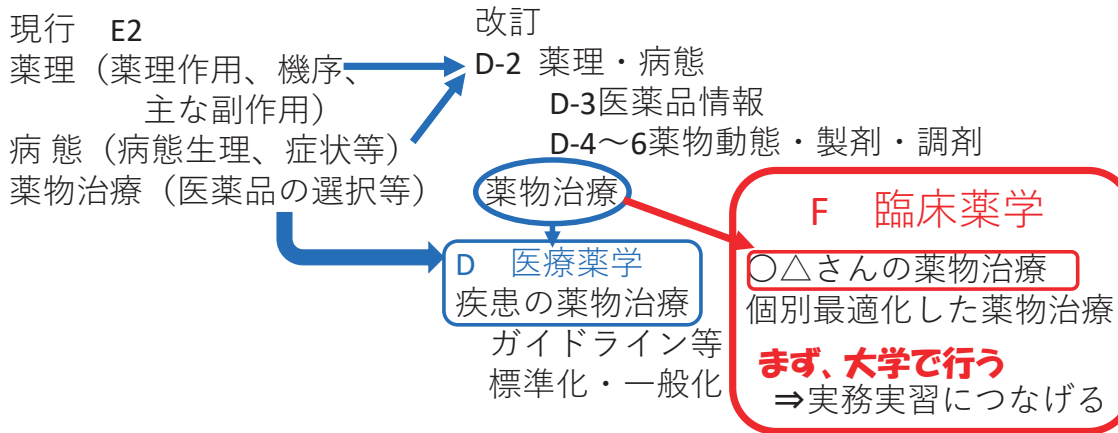 現行 E2
薬理（薬理作用、機序、
主な副作用）
病 態（病態生理、症状等）
薬物治療（医薬品の選択等）
改訂
D-2 薬理・病態
D-3医薬品情報
D-4～6薬物動態・製剤・調剤
薬物治療
D 医療薬学
疾患の薬物治療
ガイドライン等
標準化・一般化
F 臨床薬学
〇△さんの薬物治療
個別最適化した薬物治療
まず、大学で行う
⇒実務実習につなげる